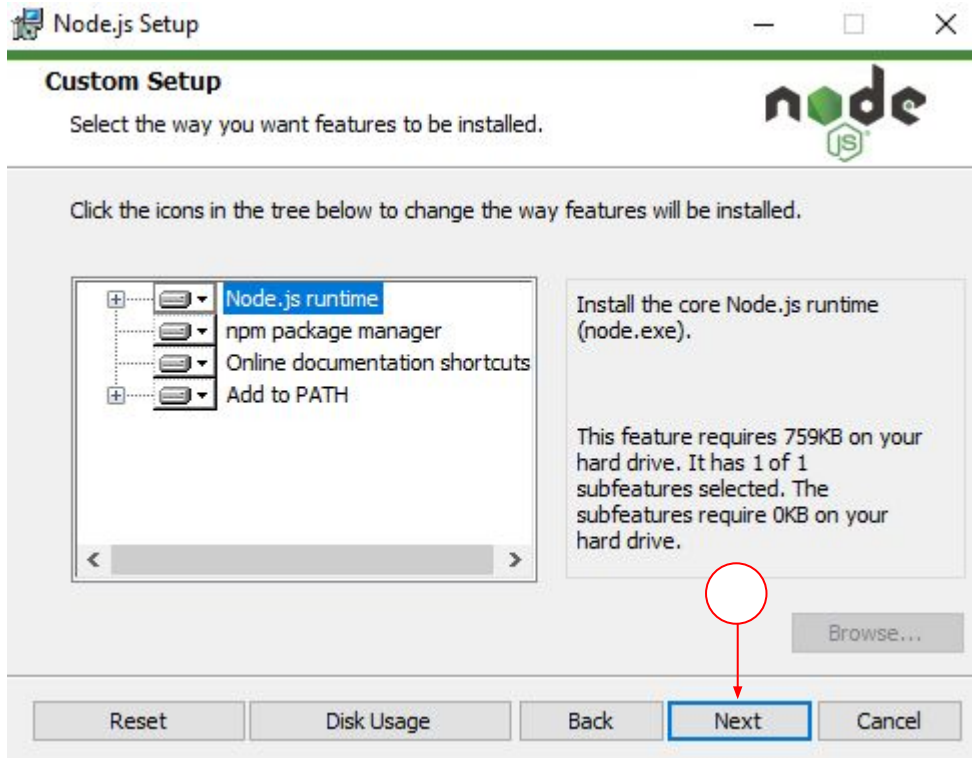 Node.js Setup
Custom Setup
Select the way you want features to be installed.
node
JS
Click the icons in the tree below to change the way features will be installed.
Node.js runtime
npm package manager
Online documentation shortcuts
Add to PATH
Install the core Node.js runtime
(node.exe).
This feature requires 759KB on your
hard drive. It has 1 of 1
subfeatures selected. The
subfeatures require 0KB on your
hard drive.
Browse...
Reset
Disk Usage
Back
Next
Cancel